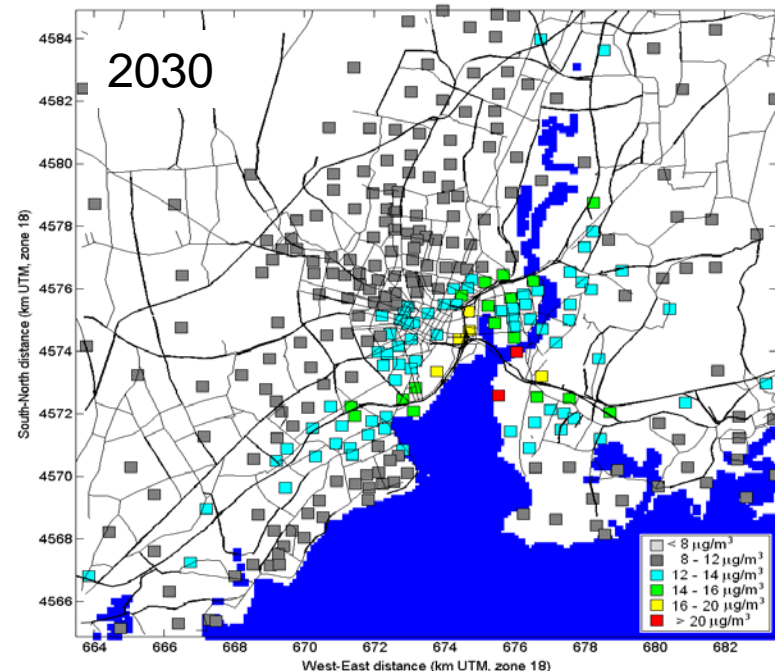 2030
4584
4582
4580
4578
4576
4574
4572
4570
4568
4566
South-North distance (km UTM, zone 18)
664 666 668 670 672 674 676 678 680 682
West-East distance (km UTM, zone 18)
< 8 µg/m³
8 - 12 µg/m³
12 - 14 µg/m³
14 - 16 µg/m³
16 - 20 µg/m³
> 20 µg/m³